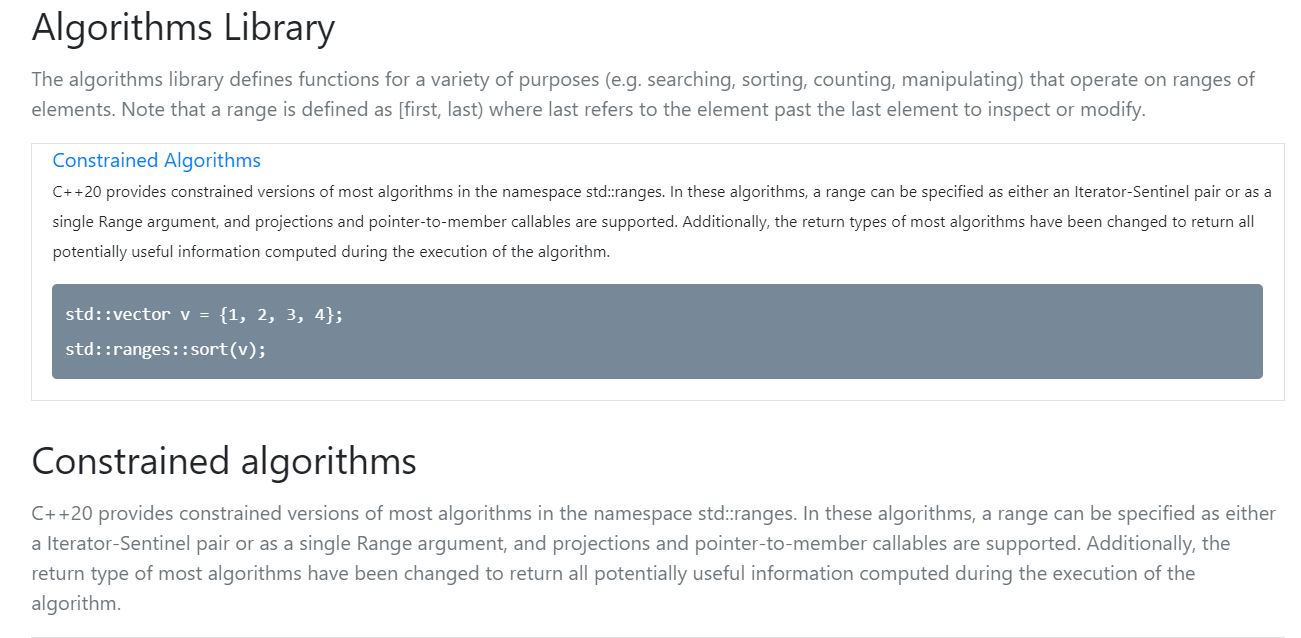 Algorithms Library
The algorithms library defines functions for a variety of purposes (e.g. searching, sorting, counting, manipulating) that operate on ranges of
elements. Note that a range is defined as [first, last) where last refers to the element past the last element to inspect or modify.
Constrained Algorithms
C++20 provides constrained versions of most algorithms in the namespace std::ranges. In these algorithms, a range can be specified as either an Iterator-Sentinel pair or as a
single Range argument, and projections and pointer-to-member callables are supported. Additionally, the return types of most algorithms have been changed to return all
potentially useful information computed during the execution of the algorithm.
std::vector v = {1, 2, 3, 4};
std::ranges::sort(v);
Constrained algorithms
C++20 provides constrained versions of most algorithms in the namespace std::ranges. In these algorithms, a range can be specified as either
a Iterator-Sentinel pair or as a single Range argument, and projections and pointer-to-member callables are supported. Additionally, the
return type of most algorithms have been changed to return all potentially useful information computed during the execution of the
algorithm.